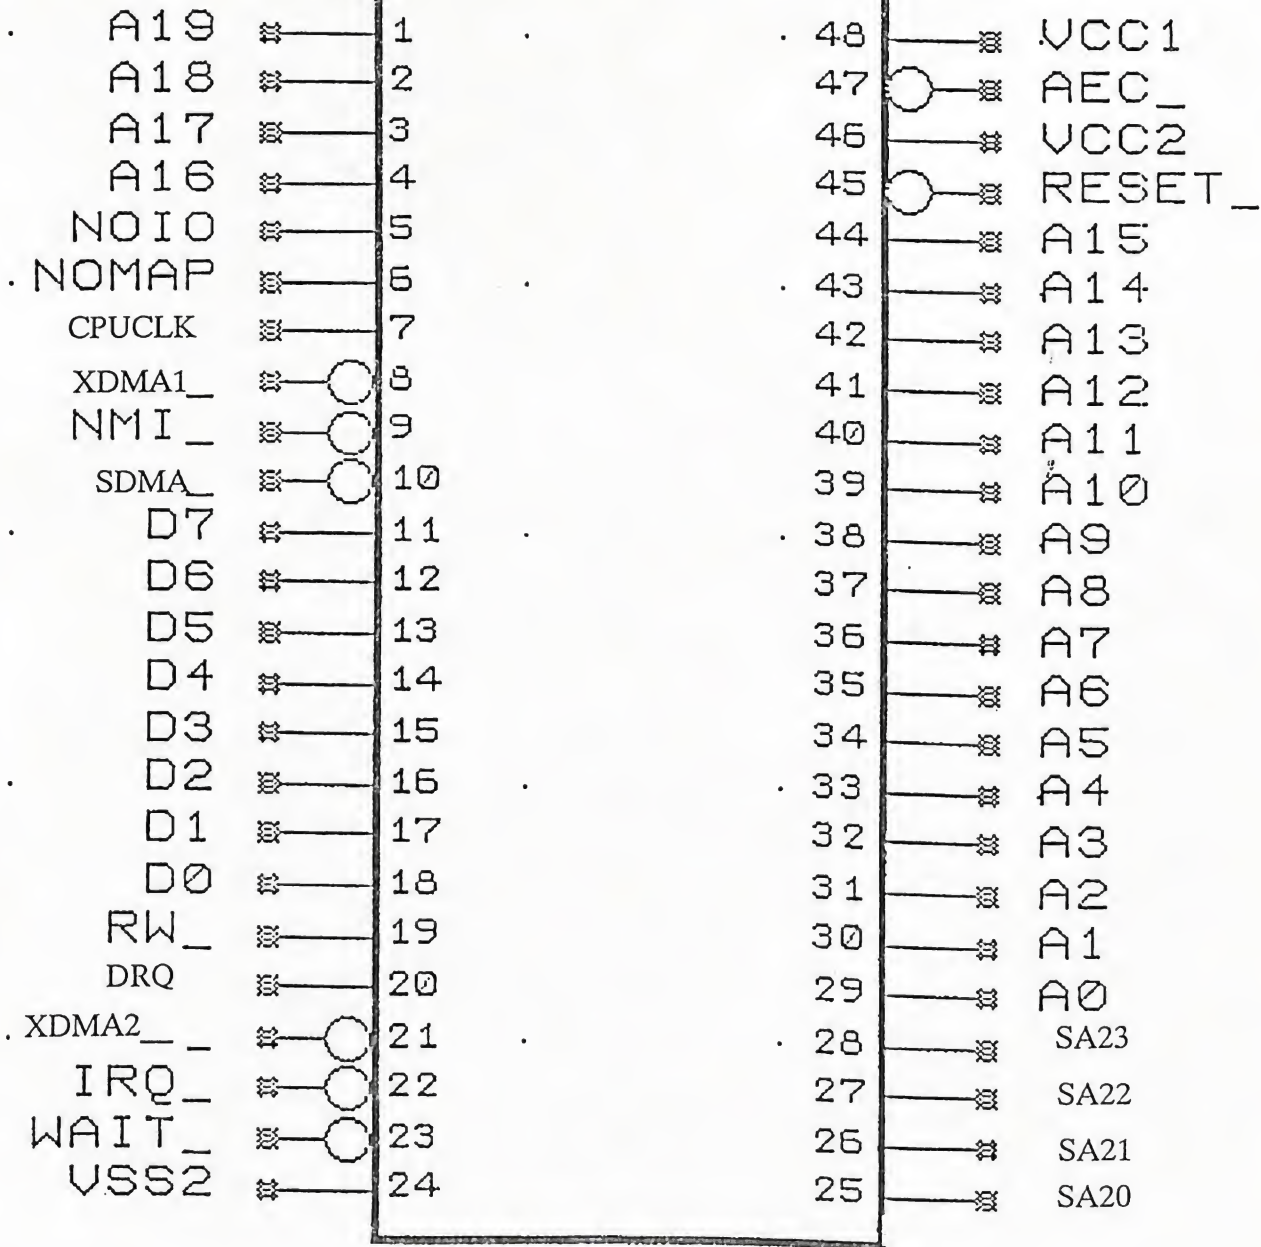 A19 1 48 VCC1
A18 2 47 AEC_
A17 3 46 VCC2
A16 4 45 RESET_
NOIO 5 44 A15
NOMAP 6 43 A14
CPUCLK 7 42 A13
XDMA1_ 8 41 A12
NMI_ 9 40 A11
SDMA_ 10 39 A10
D7 11 38 A9
D6 12 37 A8
D5 13 36 A7
D4 14 35 A6
D3 15 34 A5
D2 16 33 A4
D1 17 32 A3
D0 18 31 A2
RW_ 19 30 A1
DRQ 20 29 A0
XDMA2_ _ 21 28 SA23
IRQ_ 22 27 SA22
WAIT_ 23 26 SA21
VSS2 24 25 SA20